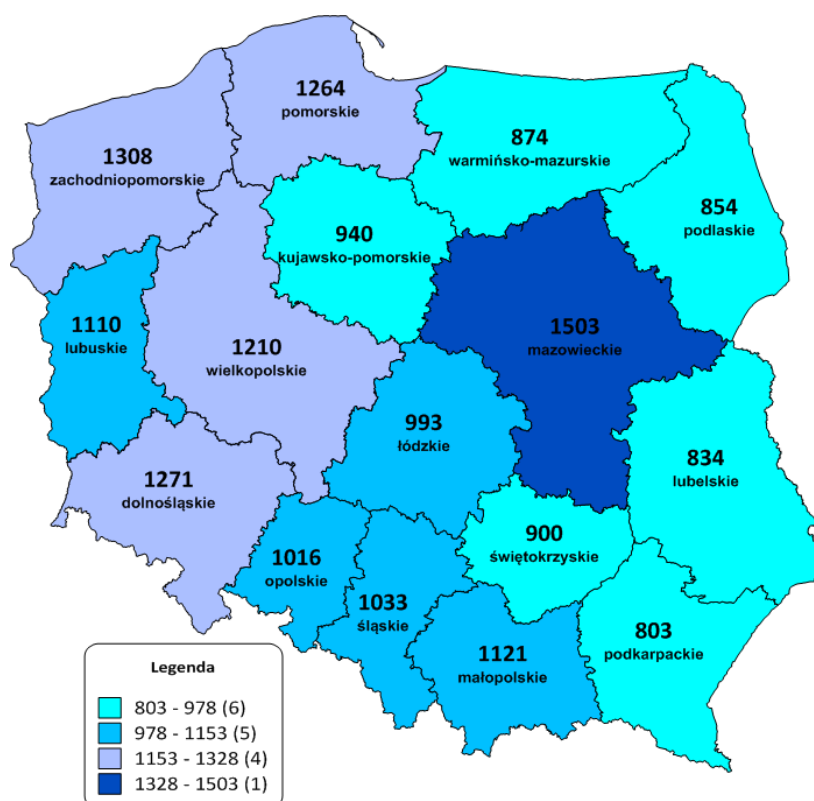 1264
pomorskie
874
warmińsko-mazurskie
1308
zachodniopomorskie
854
podlaskie
940
kujawsko-pomorskie
1110
lubuskie
1210
wielkopolskie
1503
mazowieckie
993
łódzkie
834
lubelskie
1271
dolnośląskie
900
świętokrzyskie
1016
opolskie
1033
śląskie
803
podkarpackie
1121
małopolskie
Legenda
803 - 978 (6)
978 - 1153 (5)
1153 - 1328 (4)
1328 - 1503 (1)